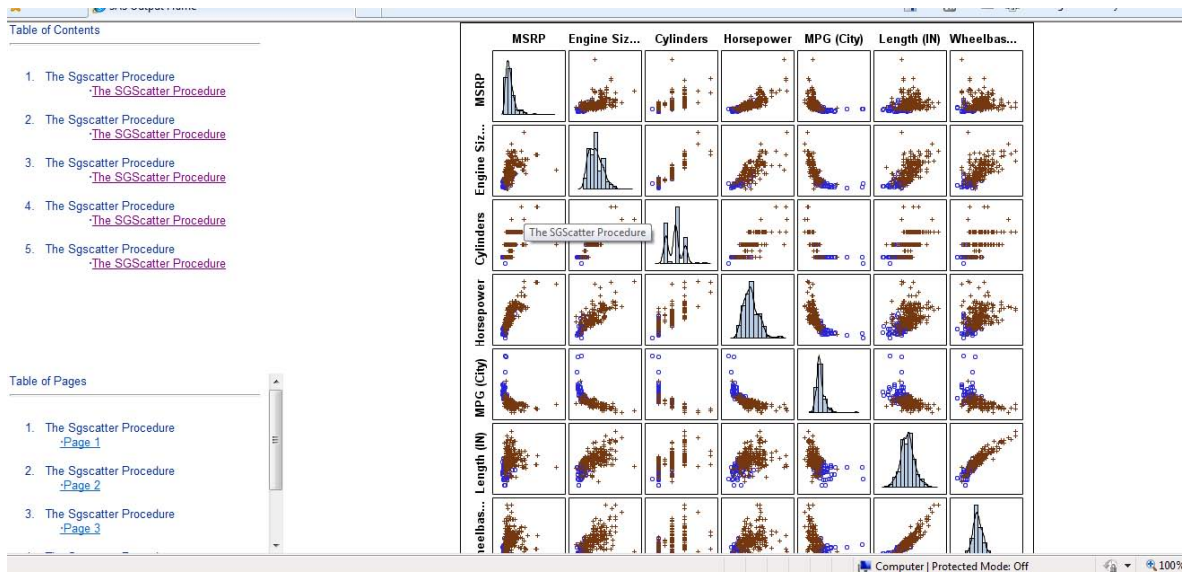 SAS Output Frame
Table of Contents
1. The Sgscatter Procedure
·The SGScatter Procedure
2. The Sgscatter Procedure
·The SGScatter Procedure
3. The Sgscatter Procedure
·The SGScatter Procedure
4. The Sgscatter Procedure
·The SGScatter Procedure
5. The Sgscatter Procedure
·The SGScatter Procedure
Table of Pages
1. The Sgscatter Procedure
·Page 1
2. The Sgscatter Procedure
·Page 2
3. The Sgscatter Procedure
·Page 3
MSRP Engine Siz... Cylinders Horsepower MPG (City) Length (IN) Wheelbas...
MSRP
Engine Siz...
Cylinders
The SGScatter Procedure
Horsepower
MPG (City)
Length (IN)
eelbas...
Computer | Protected Mode: Off
100%